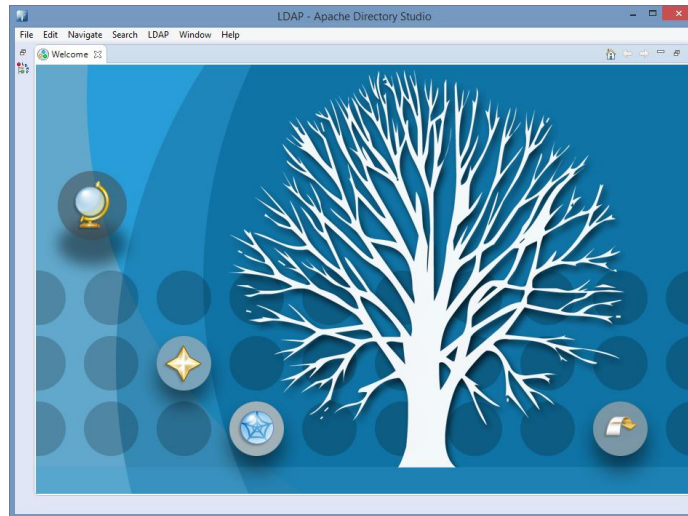 LDAP - Apache Directory Studio
File Edit Navigate Search LDAP Window Help
Welcome